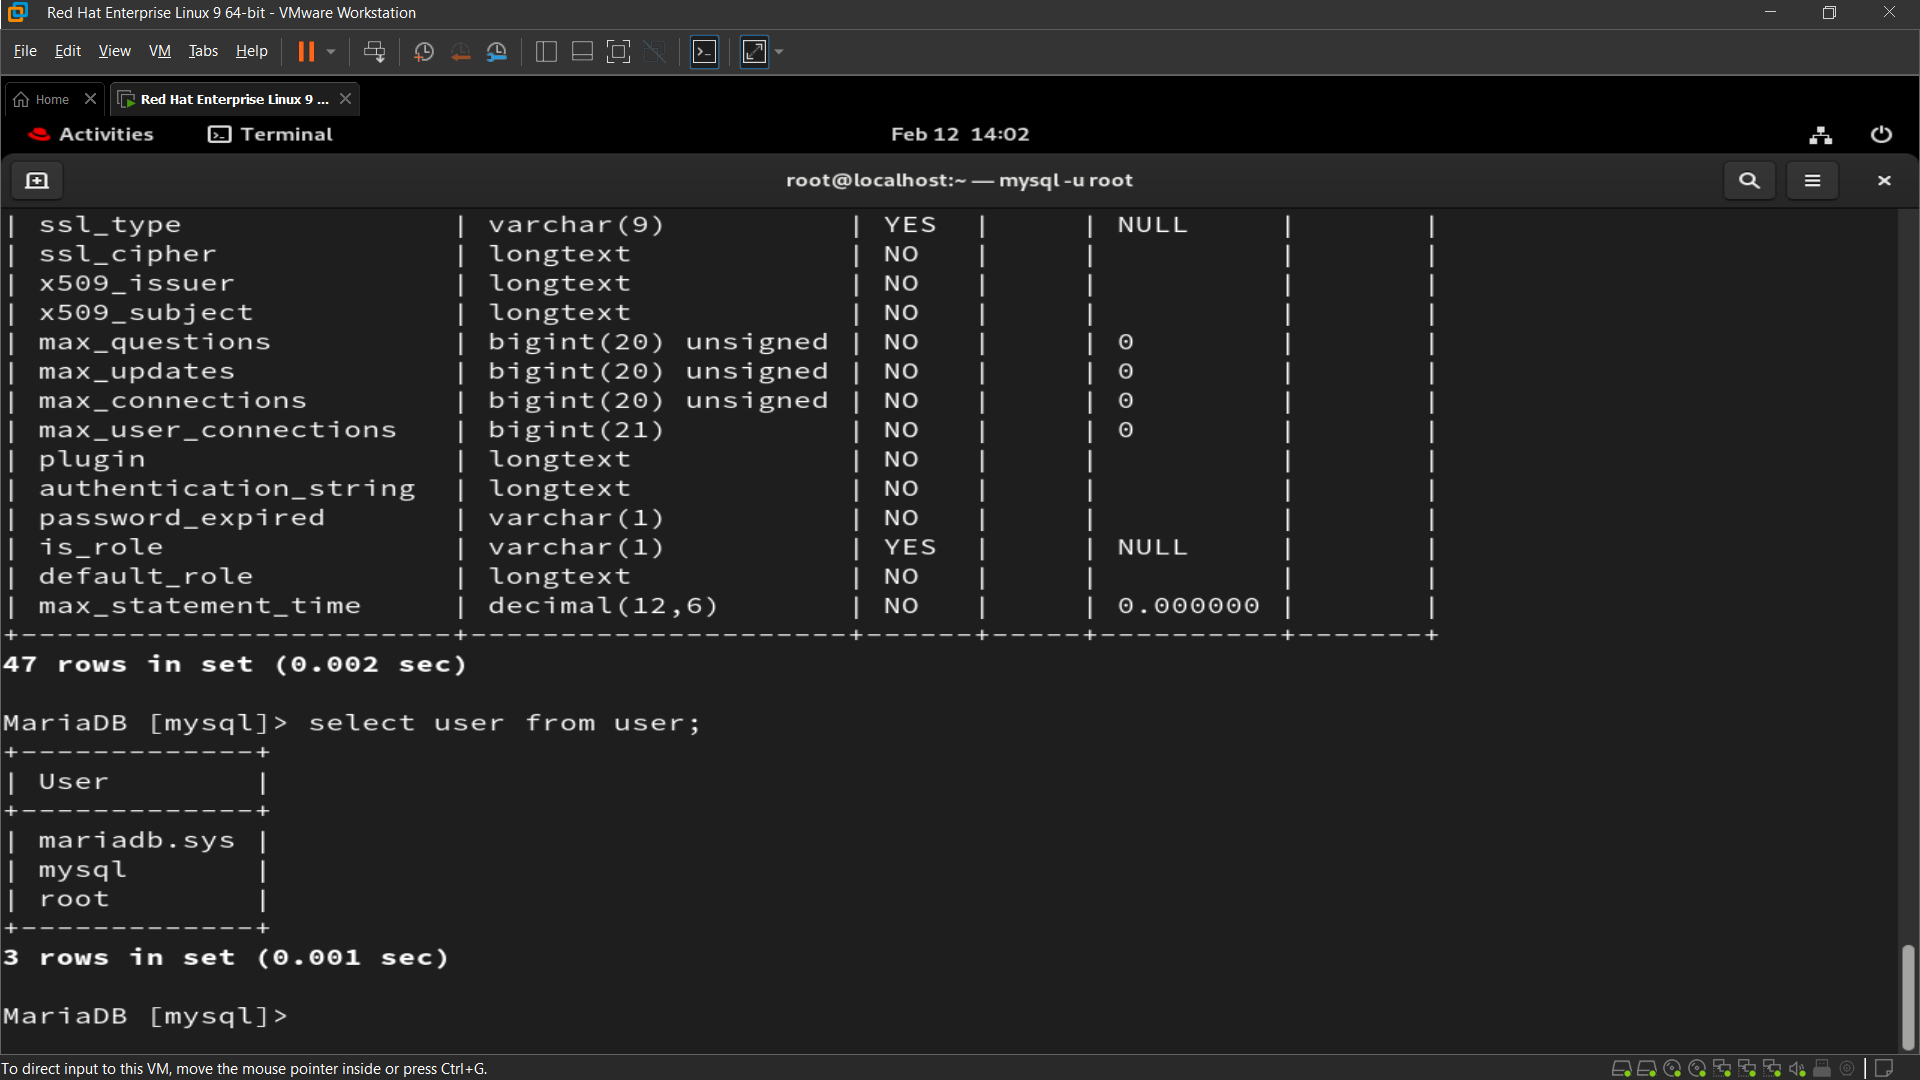 Red Hat Enterprise Linux 9 64-bit - VMware Workstation
File Edit View VM Tabs Help
Home Red Hat Enterprise Linux 9 ...
Activities Terminal Feb 12 14:02
root@localhost:~ — mysql -u root
| ssl_type | varchar(9) | YES | | NULL | |
| ssl_cipher | longtext | NO | | | |
| x509_issuer | longtext | NO | | | |
| x509_subject | longtext | NO | | | |
| max_questions | bigint(20) unsigned | NO | | 0 | |
| max_updates | bigint(20) unsigned | NO | | 0 | |
| max_connections | bigint(20) unsigned | NO | | 0 | |
| max_user_connections | bigint(21) | NO | | 0 | |
| plugin | longtext | NO | | | |
| authentication_string | longtext | NO | | | |
| password_expired | varchar(1) | NO | | | |
| is_role | varchar(1) | YES | | NULL | |
| default_role | longtext | NO | | | |
| max_statement_time | decimal(12,6) | NO | | 0.000000 | |
+------------------------+---------------------+------+-----+----------+-------+
47 rows in set (0.002 sec)
MariaDB [mysql]> select user from user;
+-------------+
| User |
+-------------+
| mariadb.sys |
| mysql |
| root |
+-------------+
3 rows in set (0.001 sec)
MariaDB [mysql]>
To direct input to this VM, move the mouse pointer inside or press Ctrl+G.